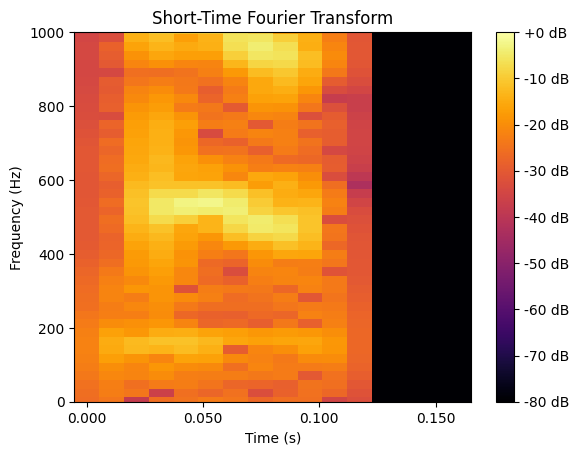 Short-Time Fourier Transform
1000
800
600
400
200
0
Frequency (Hz)
0.000
0.050
0.100
0.150
Time (s)
+0 dB
-10 dB
-20 dB
-30 dB
-40 dB
-50 dB
-60 dB
-70 dB
-80 dB